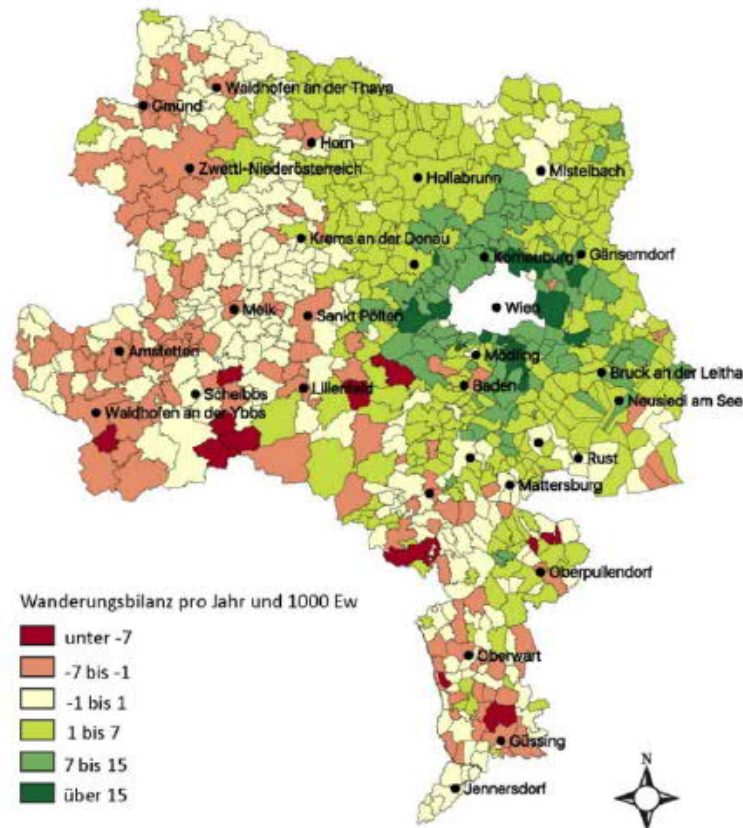 Waidhofen an der Thaya
Gmünd
Horn
Zwettl-Niederösterreich
Hollabrunn
Mistelbach
Krems an der Donau
Korneuburg
Gänserndorf
Wien
Melk
Sankt Pölten
Amstetten
Mödling
Scheibbs
Lilienfeld
Baden
Bruck an der Leitha
Waidhofen an der Ybbs
Neusiedl am See
Rust
Mattersburg
Oberpullendorf
Wanderungsbilanz pro Jahr und 1000 Ew
unter -7
-7 bis -1
Oberwart
-1 bis 1
1 bis 7
Güssing
7 bis 15
über 15
Jennersdorf
N